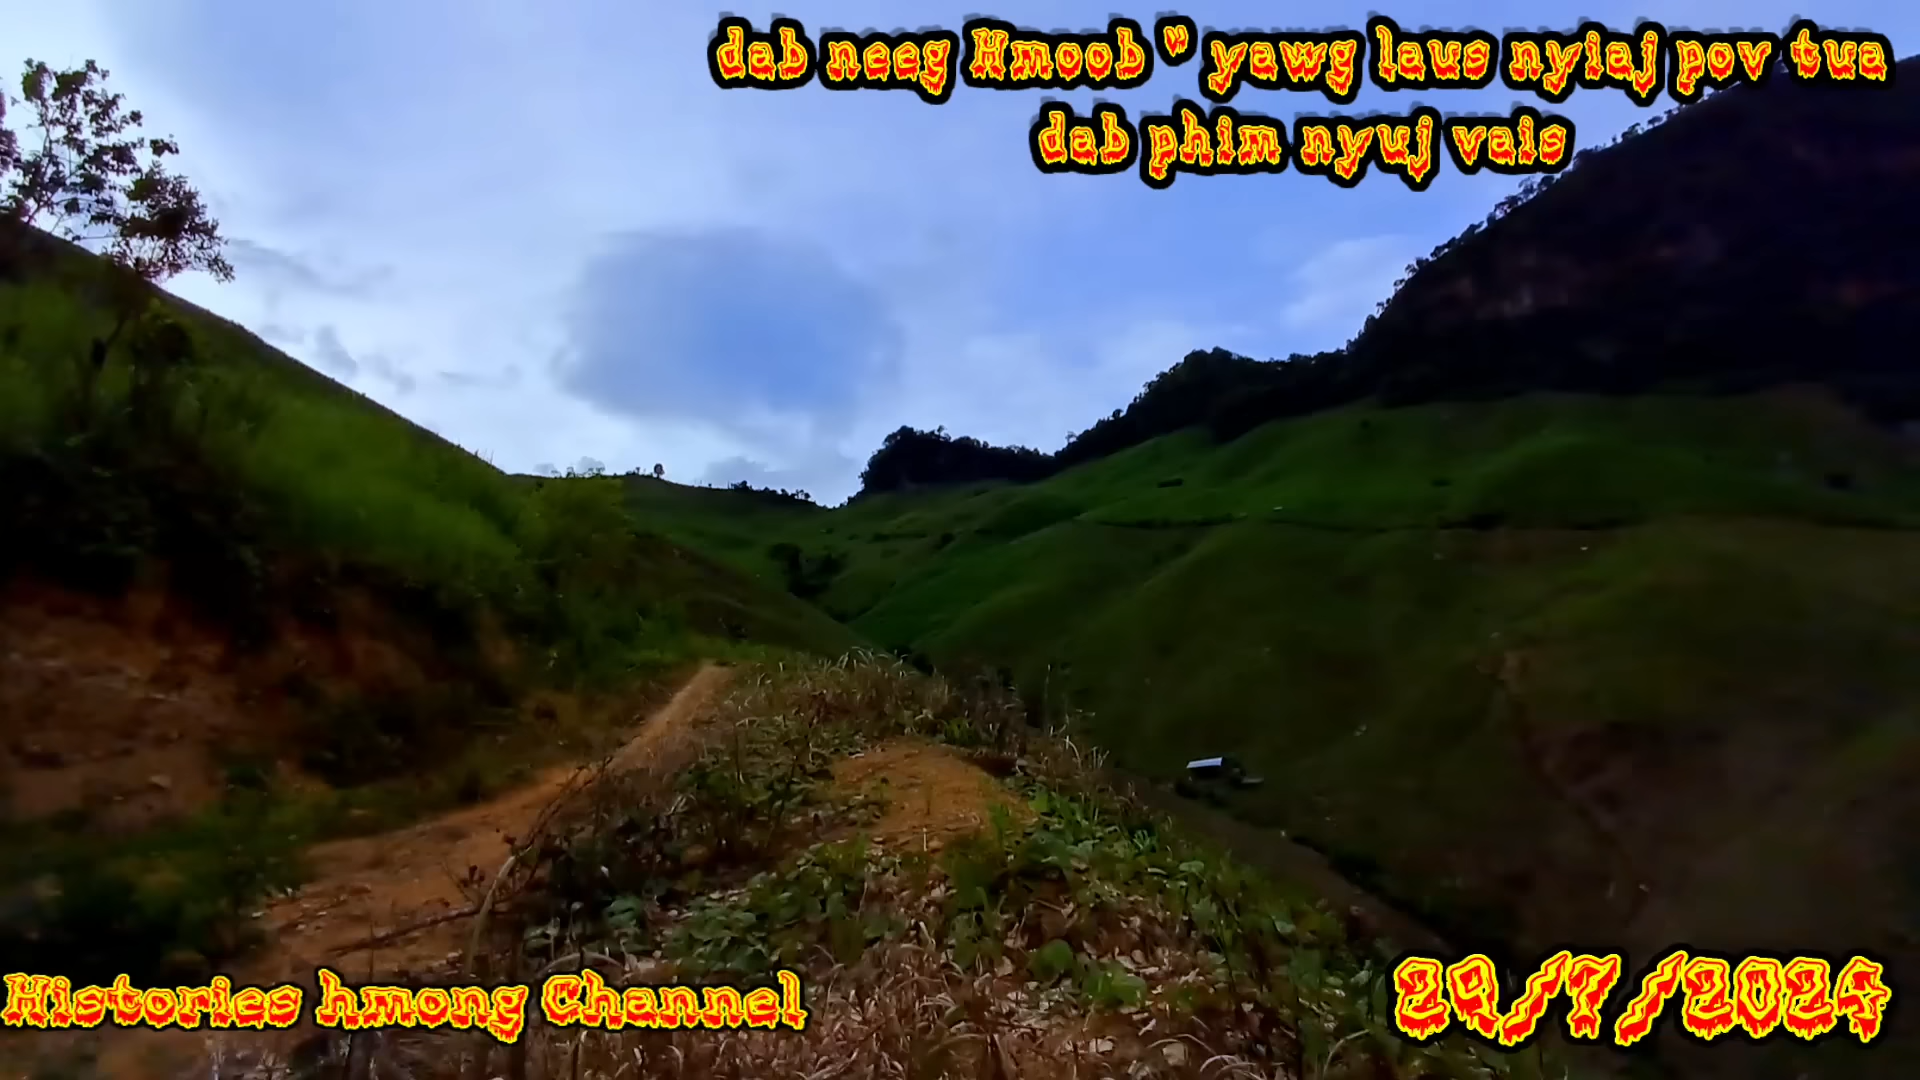 dab neeg Hmoob " yawg laus nyiaj pov tua
dab phim nyuj vais
Histories hmong Channel
29/7/2024